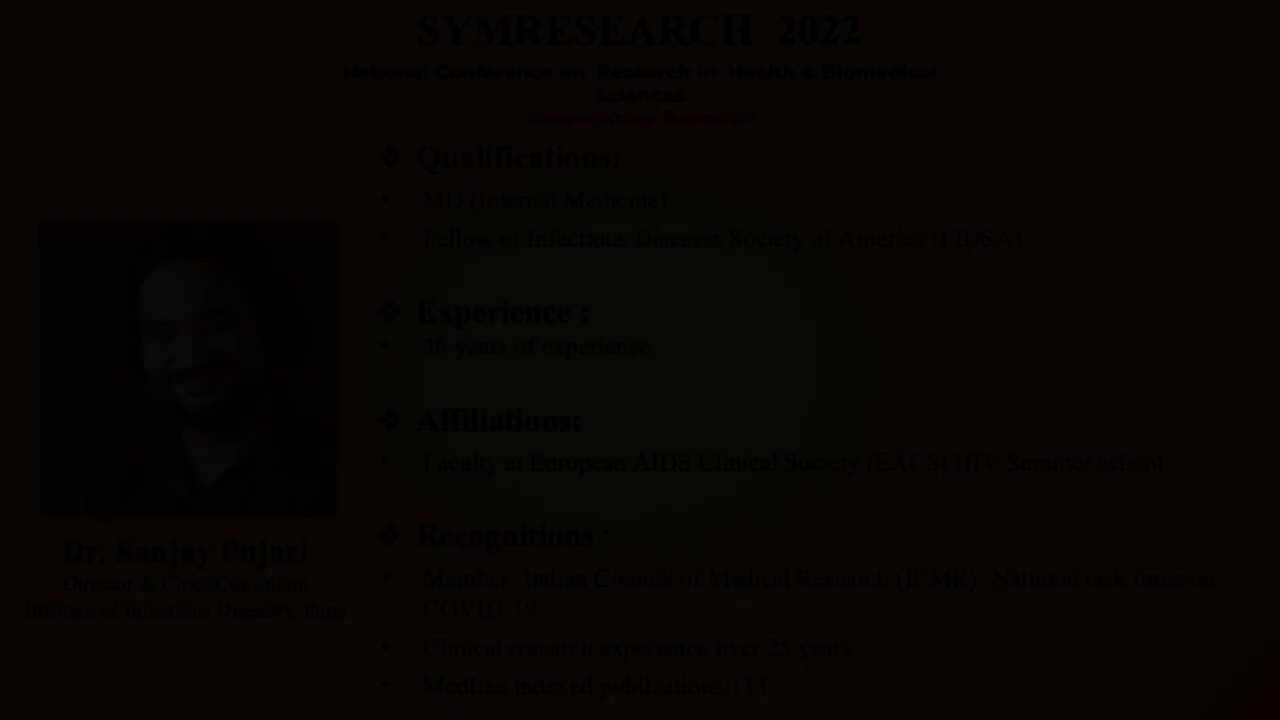 SYMRESEARCH 2022
National Conference on Research in Health & Biomedical
Sciences
Researching Research
❖ Qualifications:
• MD (Internal Medicine)
• Fellow of Infectious Diseases Society of America (FIDSA)
❖ Experience :
• 30 years of experience.
❖ Affiliations:
• Faculty at European AIDS Clinical Society (EACS) HIV Summer school
❖ Recognitions :
• Member- Indian Council of Medical Research (ICMR) -National task force on
COVID-19
• Clinical research experience over 25 years.
• Medline indexed publications:115.
Dr. Sanjay Pujari
Director & Chief Consultant
Institute of Infectious Diseases, Pune